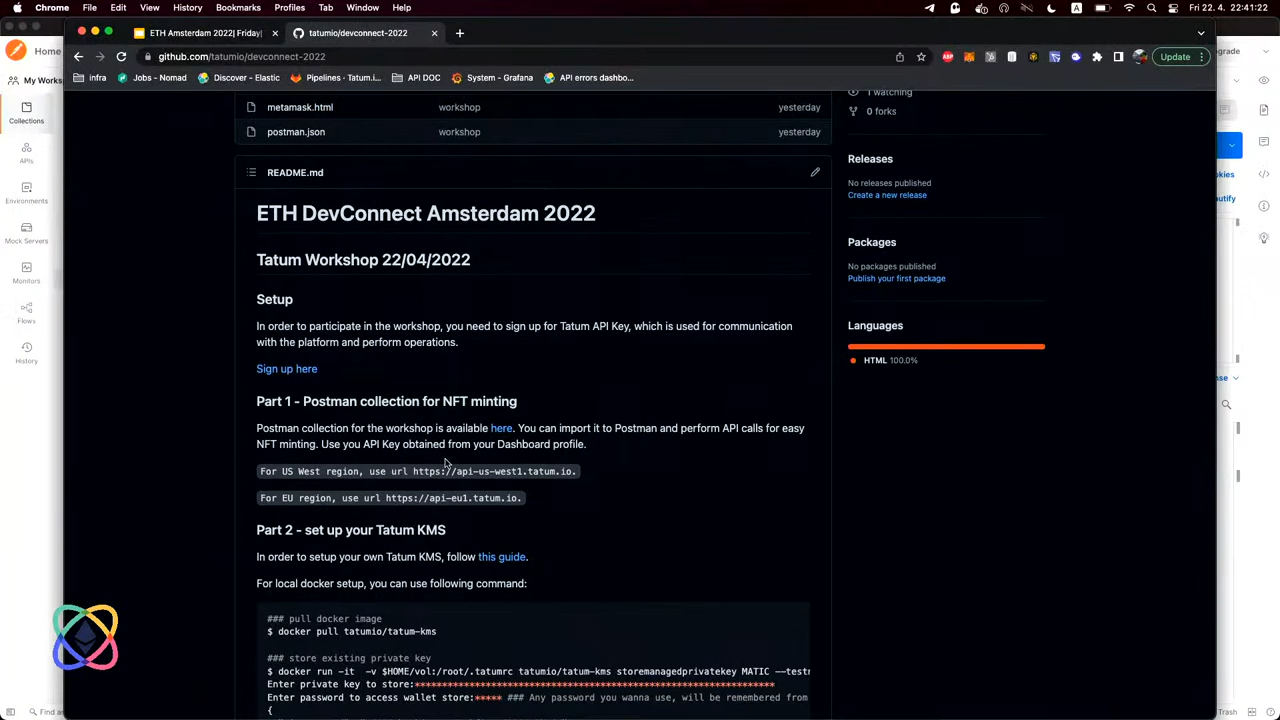 Chrome File Edit View History Bookmarks Profiles Tab Window Help
A
Fri 22. 4. 22:41:22
ETH Amsterdam 2022| Friday|
tatumio/devconnect-2022
Home
github.com/tatumio/devconnect-2022
Update
grade
infra
Jobs - Nomad
Discover - Elastic
Pipelines · Tatum.i...
API DOC
System - Grafana
API errors dashbo...
My Works
Collections
APIs
Environments
Mock Servers
Monitors
Flows
History
metamask.html workshop yesterday
postman.json workshop yesterday
README.md
ETH DevConnect Amsterdam 2022
Tatum Workshop 22/04/2022
Setup
In order to participate in the workshop, you need to sign up for Tatum API Key, which is used for communication
with the platform and perform operations.
Sign up here
Part 1 - Postman collection for NFT minting
Postman collection for the workshop is available here. You can import it to Postman and perform API calls for easy
NFT minting. Use you API Key obtained from your Dashboard profile.
For US West region, use url https://api-us-west1.tatum.io.
For EU region, use url https://api-eu1.tatum.io.
Part 2 - set up your Tatum KMS
In order to setup your own Tatum KMS, follow this guide.
For local docker setup, you can use following command:
### pull docker image
$ docker pull tatumio/tatum-kms
### store existing private key
$ docker run -it -v $HOME/vol:/root/.tatumrc tatumio/tatum-kms storemanagedprivatekey MATIC --testn
Enter private key to store:****************************************************************
Enter password to access wallet store:***** ### Any password you wanna use, will be remembered from
{
1 watching
0 forks
Releases
No releases published
Create a new release
Packages
No packages published
Publish your first package
Languages
HTML 100.0%
okies
utify
nse
Find an
Trash